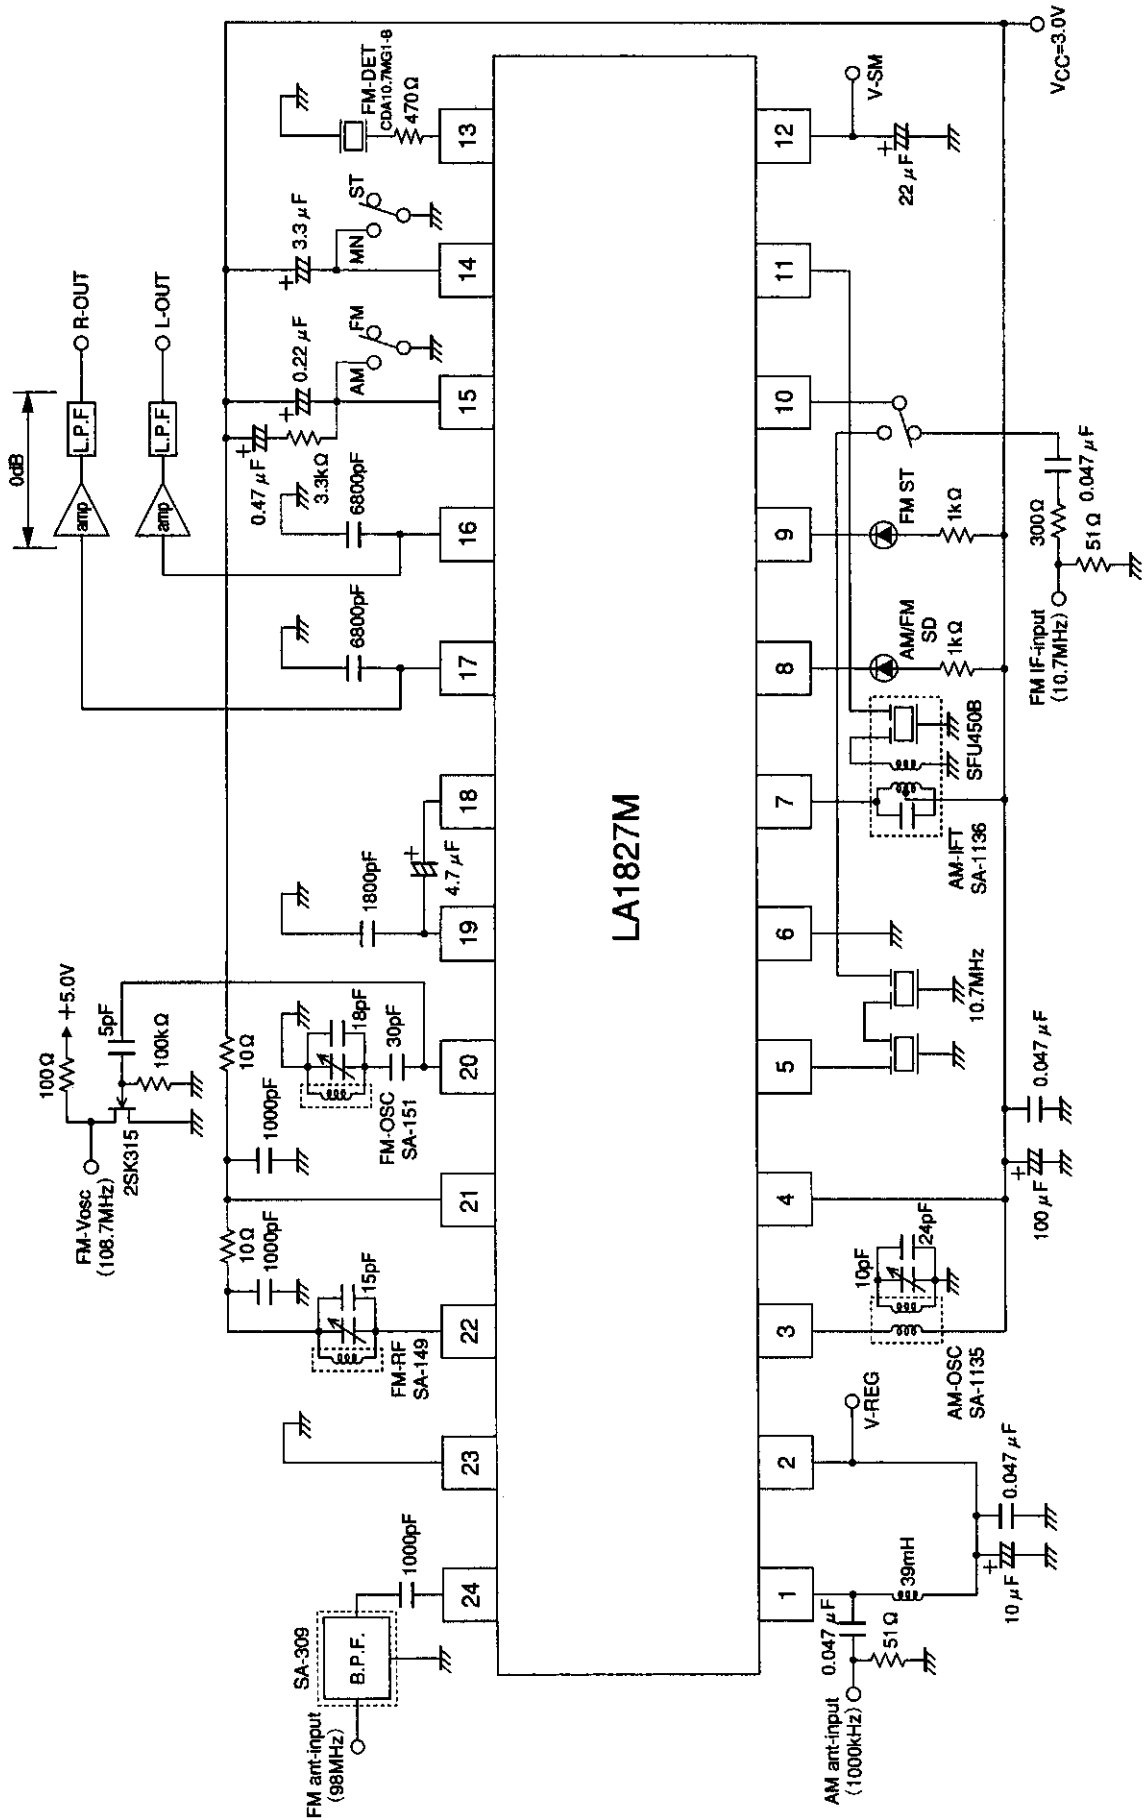 SA-309
B.P.F.
FM ant-input
(98MHz)
1000pF
FM-Vosc
(108.7MHz)
100Ω
+5.0V
5pF
100kΩ
2SK315
10Ω
1000pF
15pF
FM-RF
SA-149
10Ω
1000pF
18pF
30pF
FM-OSC
SA-151
1800pF
4.7μF
0dB
amp
L.P.F
R-OUT
amp
L.P.F
L-OUT
6800pF
6800pF
0.47μF
3.3kΩ
0.22μF
AM
FM
3.3μF
MN
ST
FM-DET
CDA10.7MG1-B
470Ω
24
23
22
21
20
19
18
17
16
15
14
13
LA1827M
1
2
3
4
5
6
7
8
9
10
11
12
AM ant-input
(1000kHz)
0.047μF
51Ω
39mH
10μF
0.047μF
V-REG
AM-OSC
SA-1135
10pF
24pF
100μF
0.047μF
10.7MHz
AM-IFT
SA-1136
SFU450B
AM/FM
SD
1kΩ
FM ST
1kΩ
FM IF-input
(10.7MHz)
300Ω
51Ω
0.047μF
22μF
V-SM
VCC=3.0V